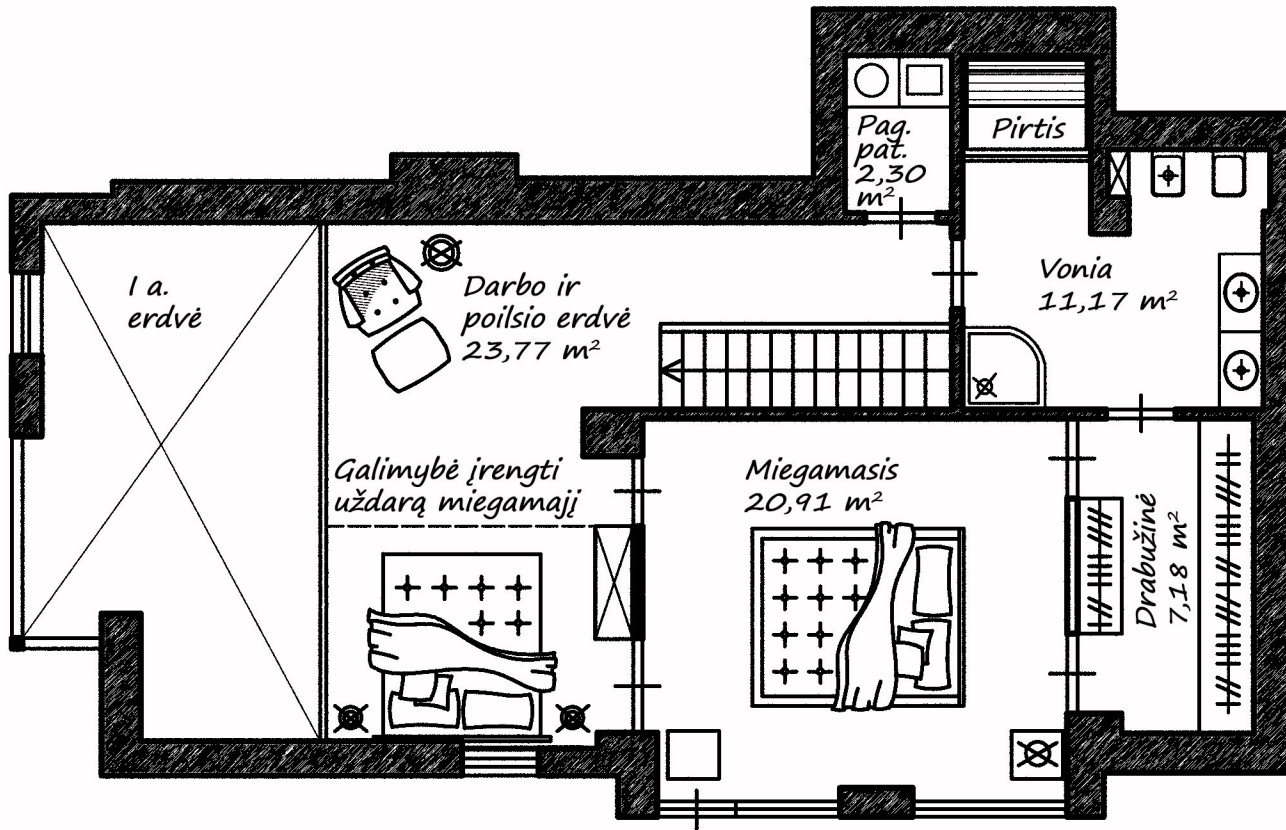 Pag.
pat.
2,30
m²
Pirtis
I a.
erdvė
Darbo ir
poilsio erdvė
23,77 m²
Vonia
11,17 m²
Galimybė įrengti
uždarą miegamajį
Miegamasis
20,91 m²
Drabužinė
7,18 m²